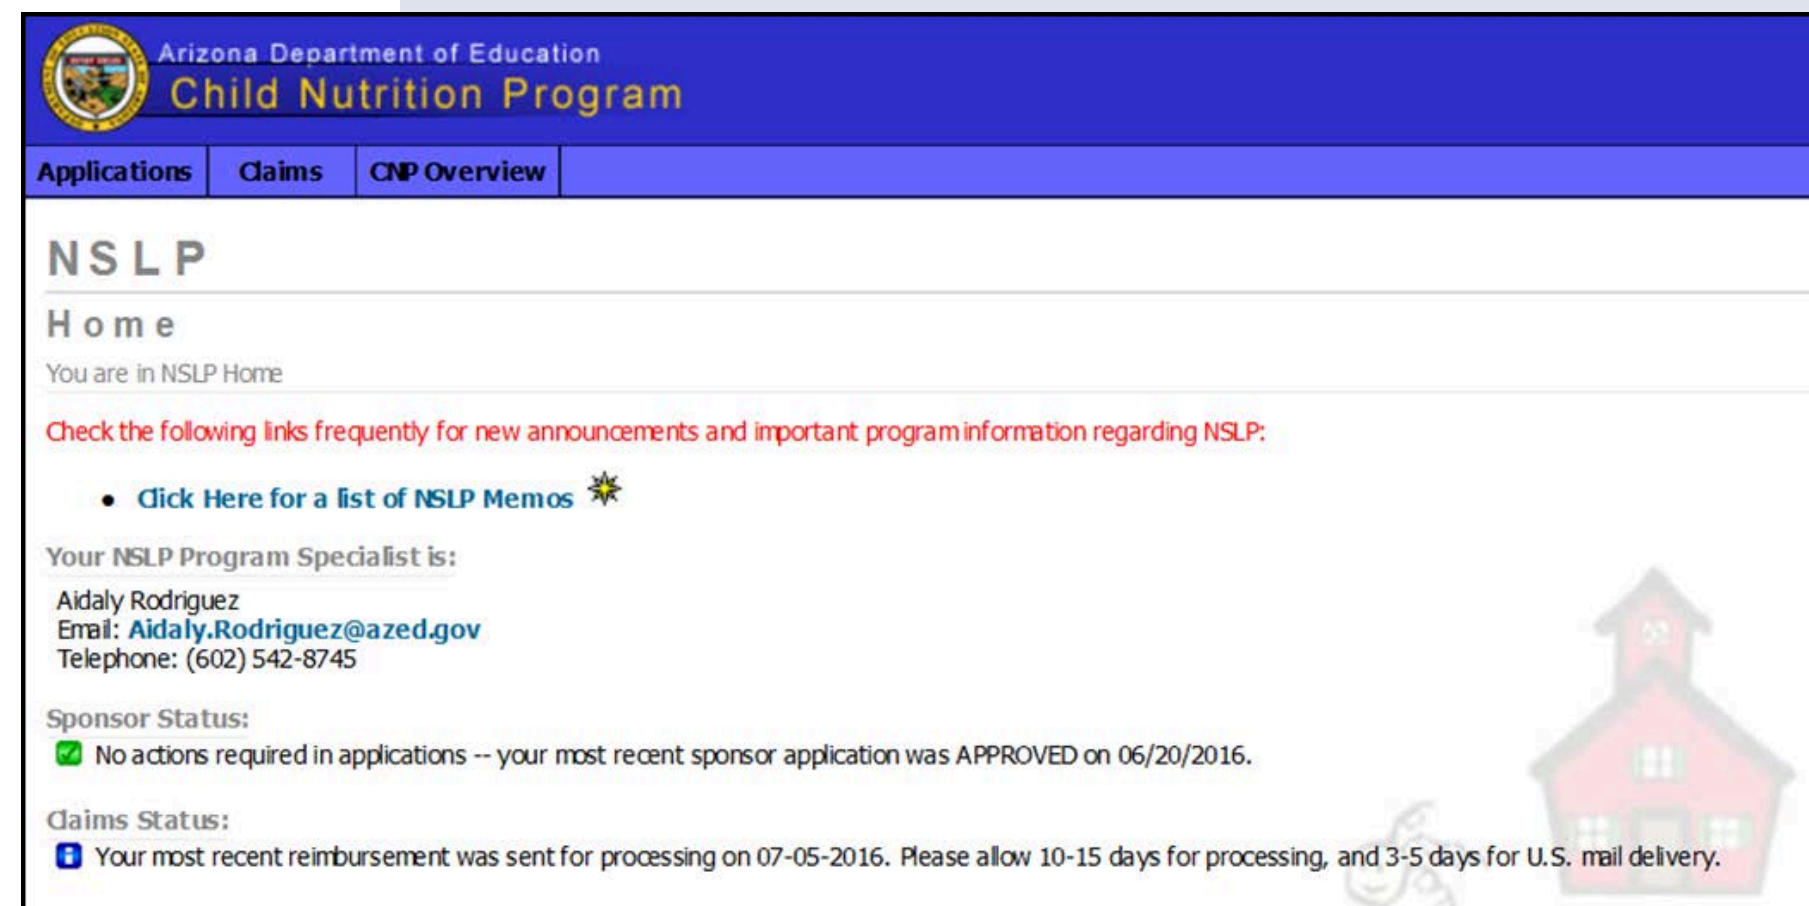 Arizona Department of Education
Child Nutrition Program
Applications Claims CNP Overview
NSLP
Home
You are in NSLP Home
Check the following links frequently for new announcements and important program information regarding NSLP:
• Click Here for a list of NSLP Memos
Your NSLP Program Specialist is:
Aidaly Rodriguez
Email: Aidaly.Rodriguez@azed.gov
Telephone: (602) 542-8745
Sponsor Status:
No actions required in applications -- your most recent sponsor application was APPROVED on 06/20/2016.
Claims Status:
Your most recent reimbursement was sent for processing on 07-05-2016. Please allow 10-15 days for processing, and 3-5 days for U.S. mail delivery.